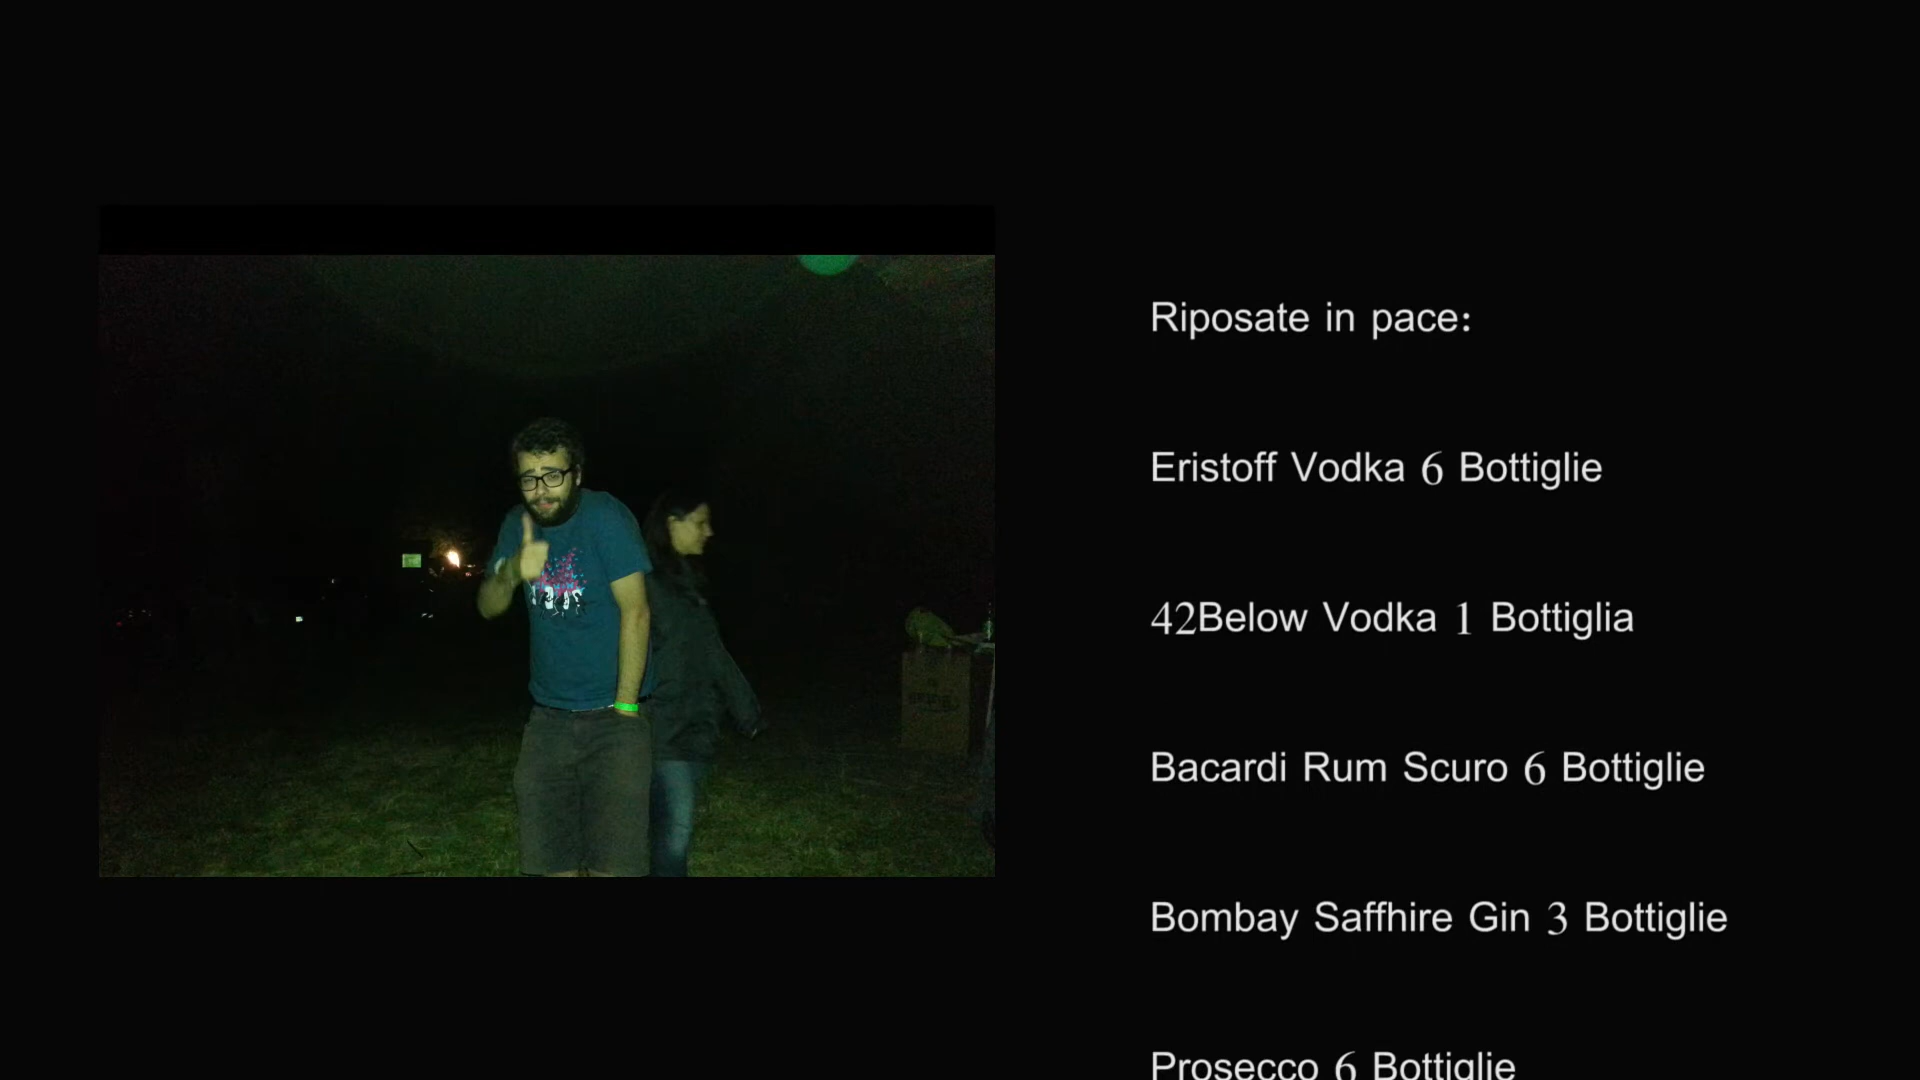 Riposate in pace:
Eristoff Vodka 6 Bottiglie
42Below Vodka 1 Bottiglia
Bacardi Rum Scuro 6 Bottiglie
Bombay Saffhire Gin 3 Bottiglie
Prosecco 6 Bottiglie